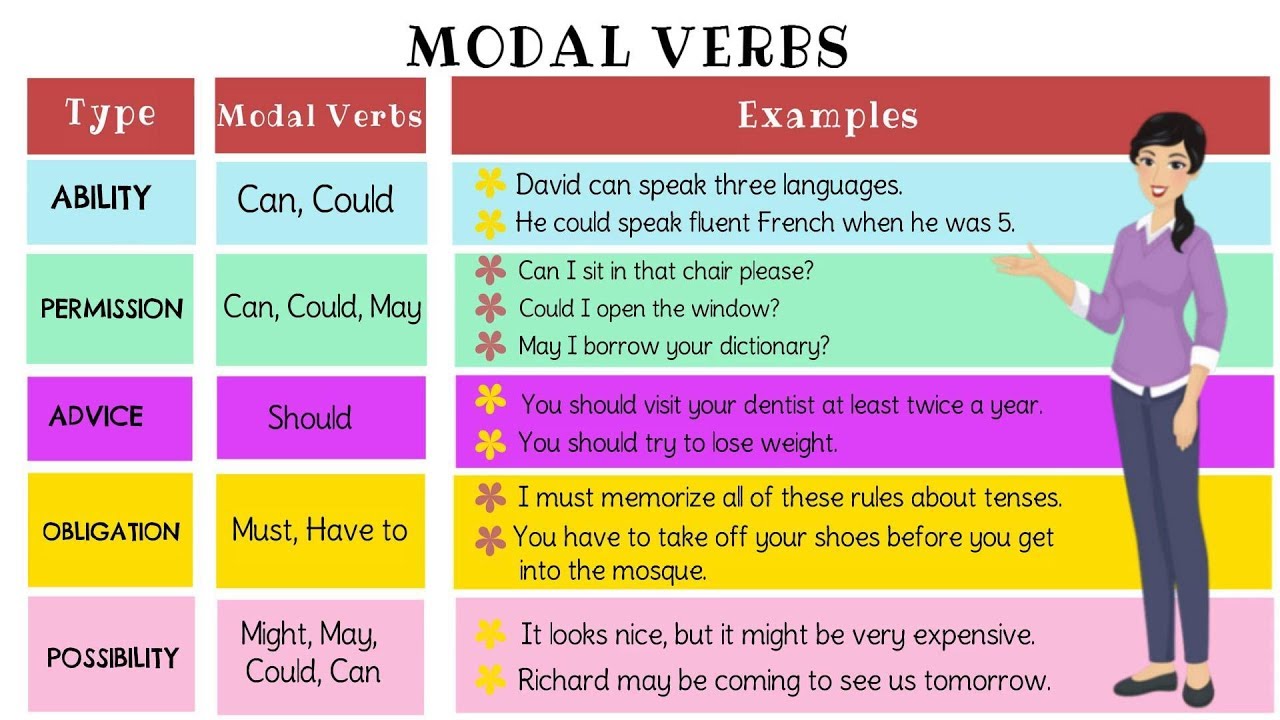 MODAL VERBS
Type
Modal Verbs
Examples
ABILITY
Can, Could
David can speak three languages.
He could speak fluent French when he was 5.
PERMISSION
Can, Could, May
Can I sit in that chair please?
Could I open the window?
May I borrow your dictionary?
ADVICE
Should
You should visit your dentist at least twice a year.
You should try to lose weight.
OBLIGATION
Must, Have to
I must memorize all of these rules about tenses.
You have to take off your shoes before you get
into the mosque.
POSSIBILITY
Might, May,
Could, Can
It looks nice, but it might be very expensive.
Richard may be coming to see us tomorrow.